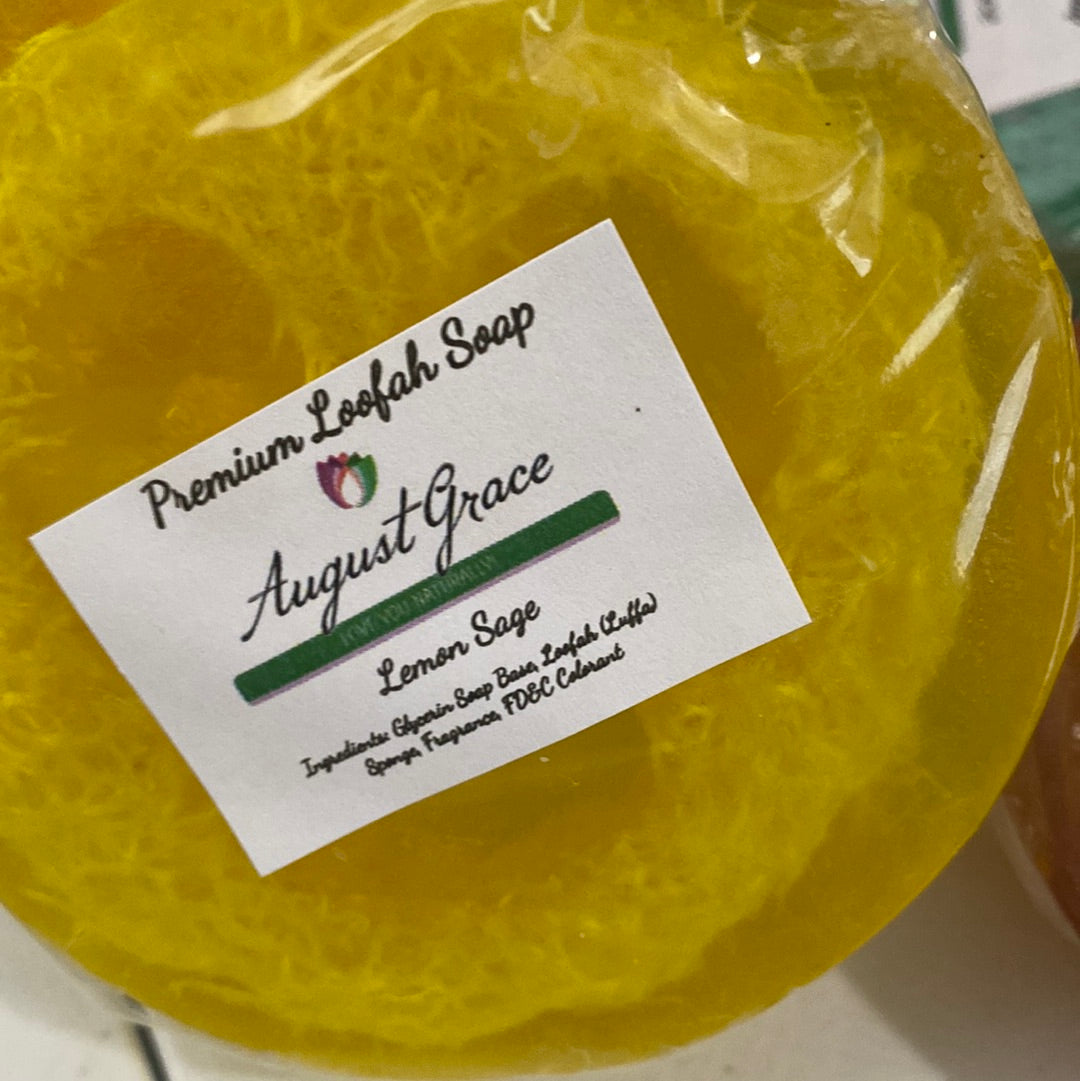 Premium Loofah Soap
August Grace
LOVE YOU NATURALLY!
Lemon Sage
Ingredients: Glycerin Soap Base, Loofah (Luffa)
Sponge, Fragrance, FD&C Colorant